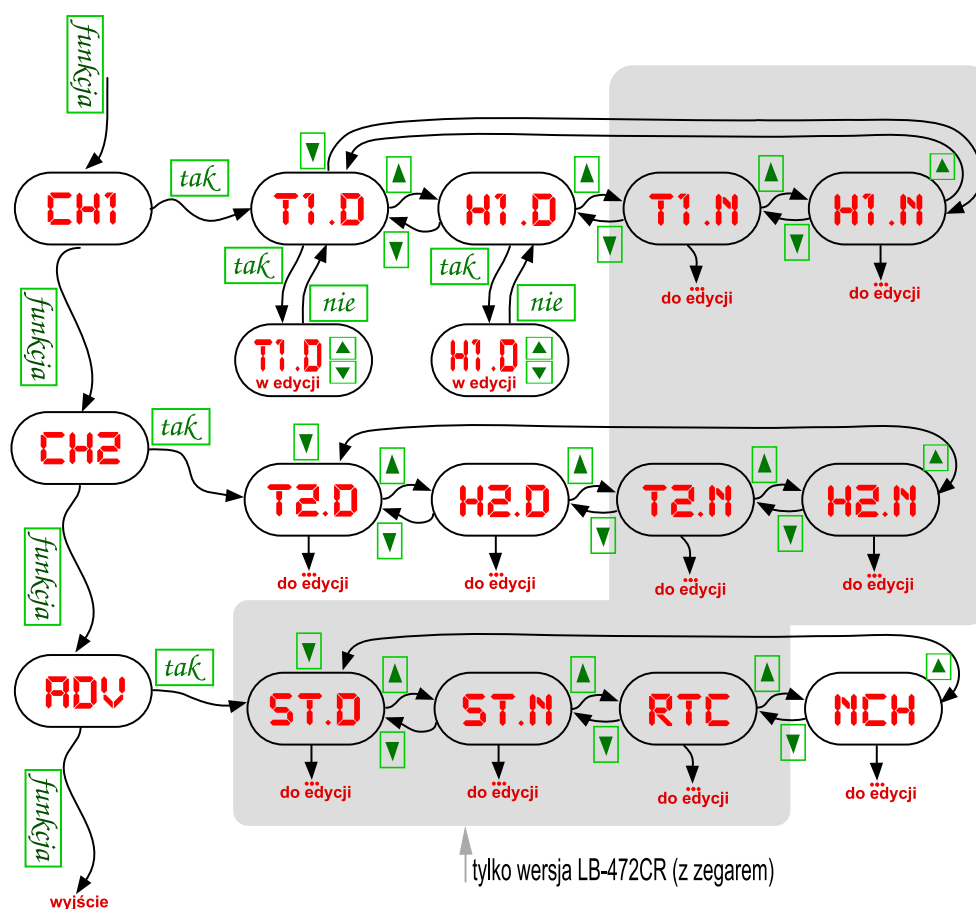 funkcja
CH1
tak
T1.D
H1.D
T1.N
H1.N
tak
nie
tak
nie
do edycji
do edycji
T1.D
w edycji
H1.D
w edycji
funkcja
CH2
tak
T2.D
H2.D
T2.N
H2.N
do edycji
do edycji
do edycji
do edycji
funkcja
ADV
tak
ST.D
ST.N
RTC
NCH
do edycji
do edycji
do edycji
do edycji
funkcja
wyjście
tylko wersja LB-472CR (z zegarem)